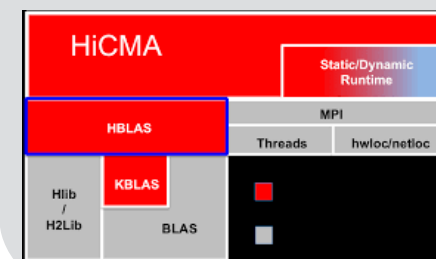 HiCMA
Static/Dynamic
Runtime
HBLAS
MPI
Threads
hwloc/netloc
Hlib
/
H2Lib
KBLAS
BLAS